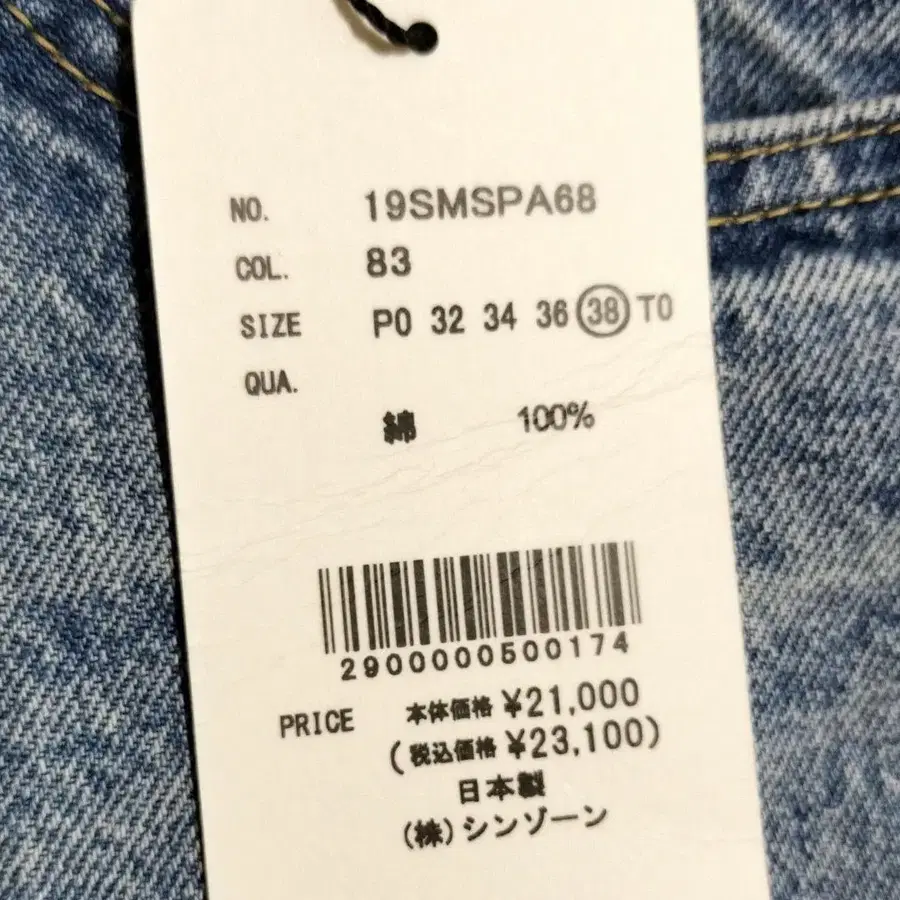 NO. 19SMSPA68
COL. 83
SIZE P0 32 34 36 38 T0
QUA.
綿 100%
2900000500174
PRICE 本体価格 ¥21,000
(税込価格 ¥23,100)
日本製
(株)シンゾーン